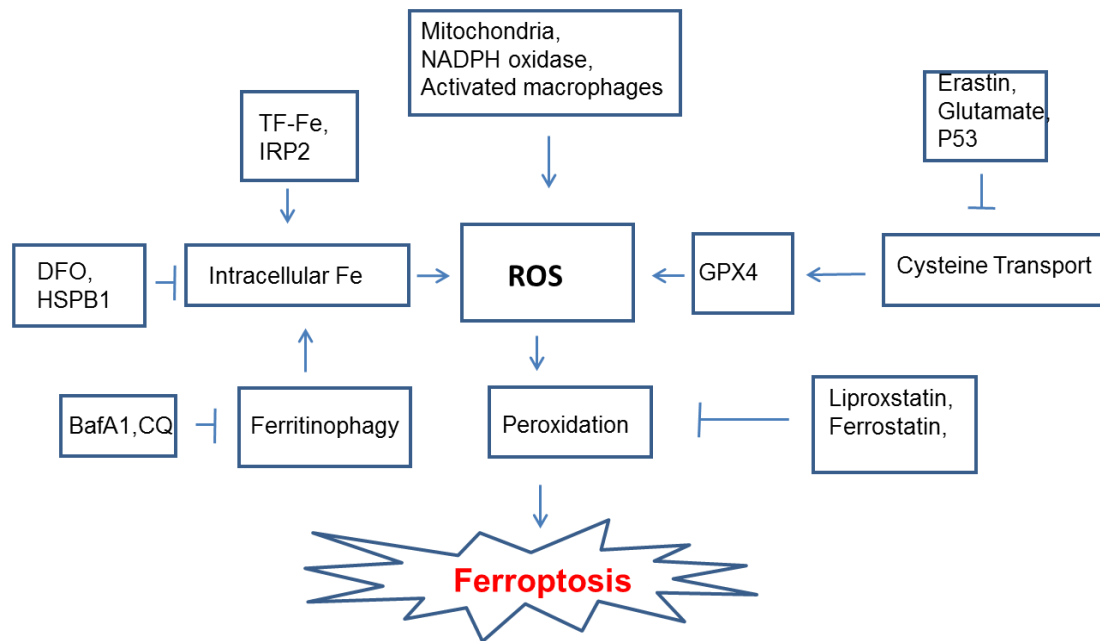 Mitochondria,
NADPH oxidase,
Activated macrophages
Erastin,
Glutamate,
P53
TF-Fe,
IRP2
DFO,
HSPB1
Intracellular Fe
ROS
GPX4
Cysteine Transport
BafA1,CQ
Ferritinophagy
Peroxidation
Liproxstatin,
Ferrostatin,
Ferroptosis